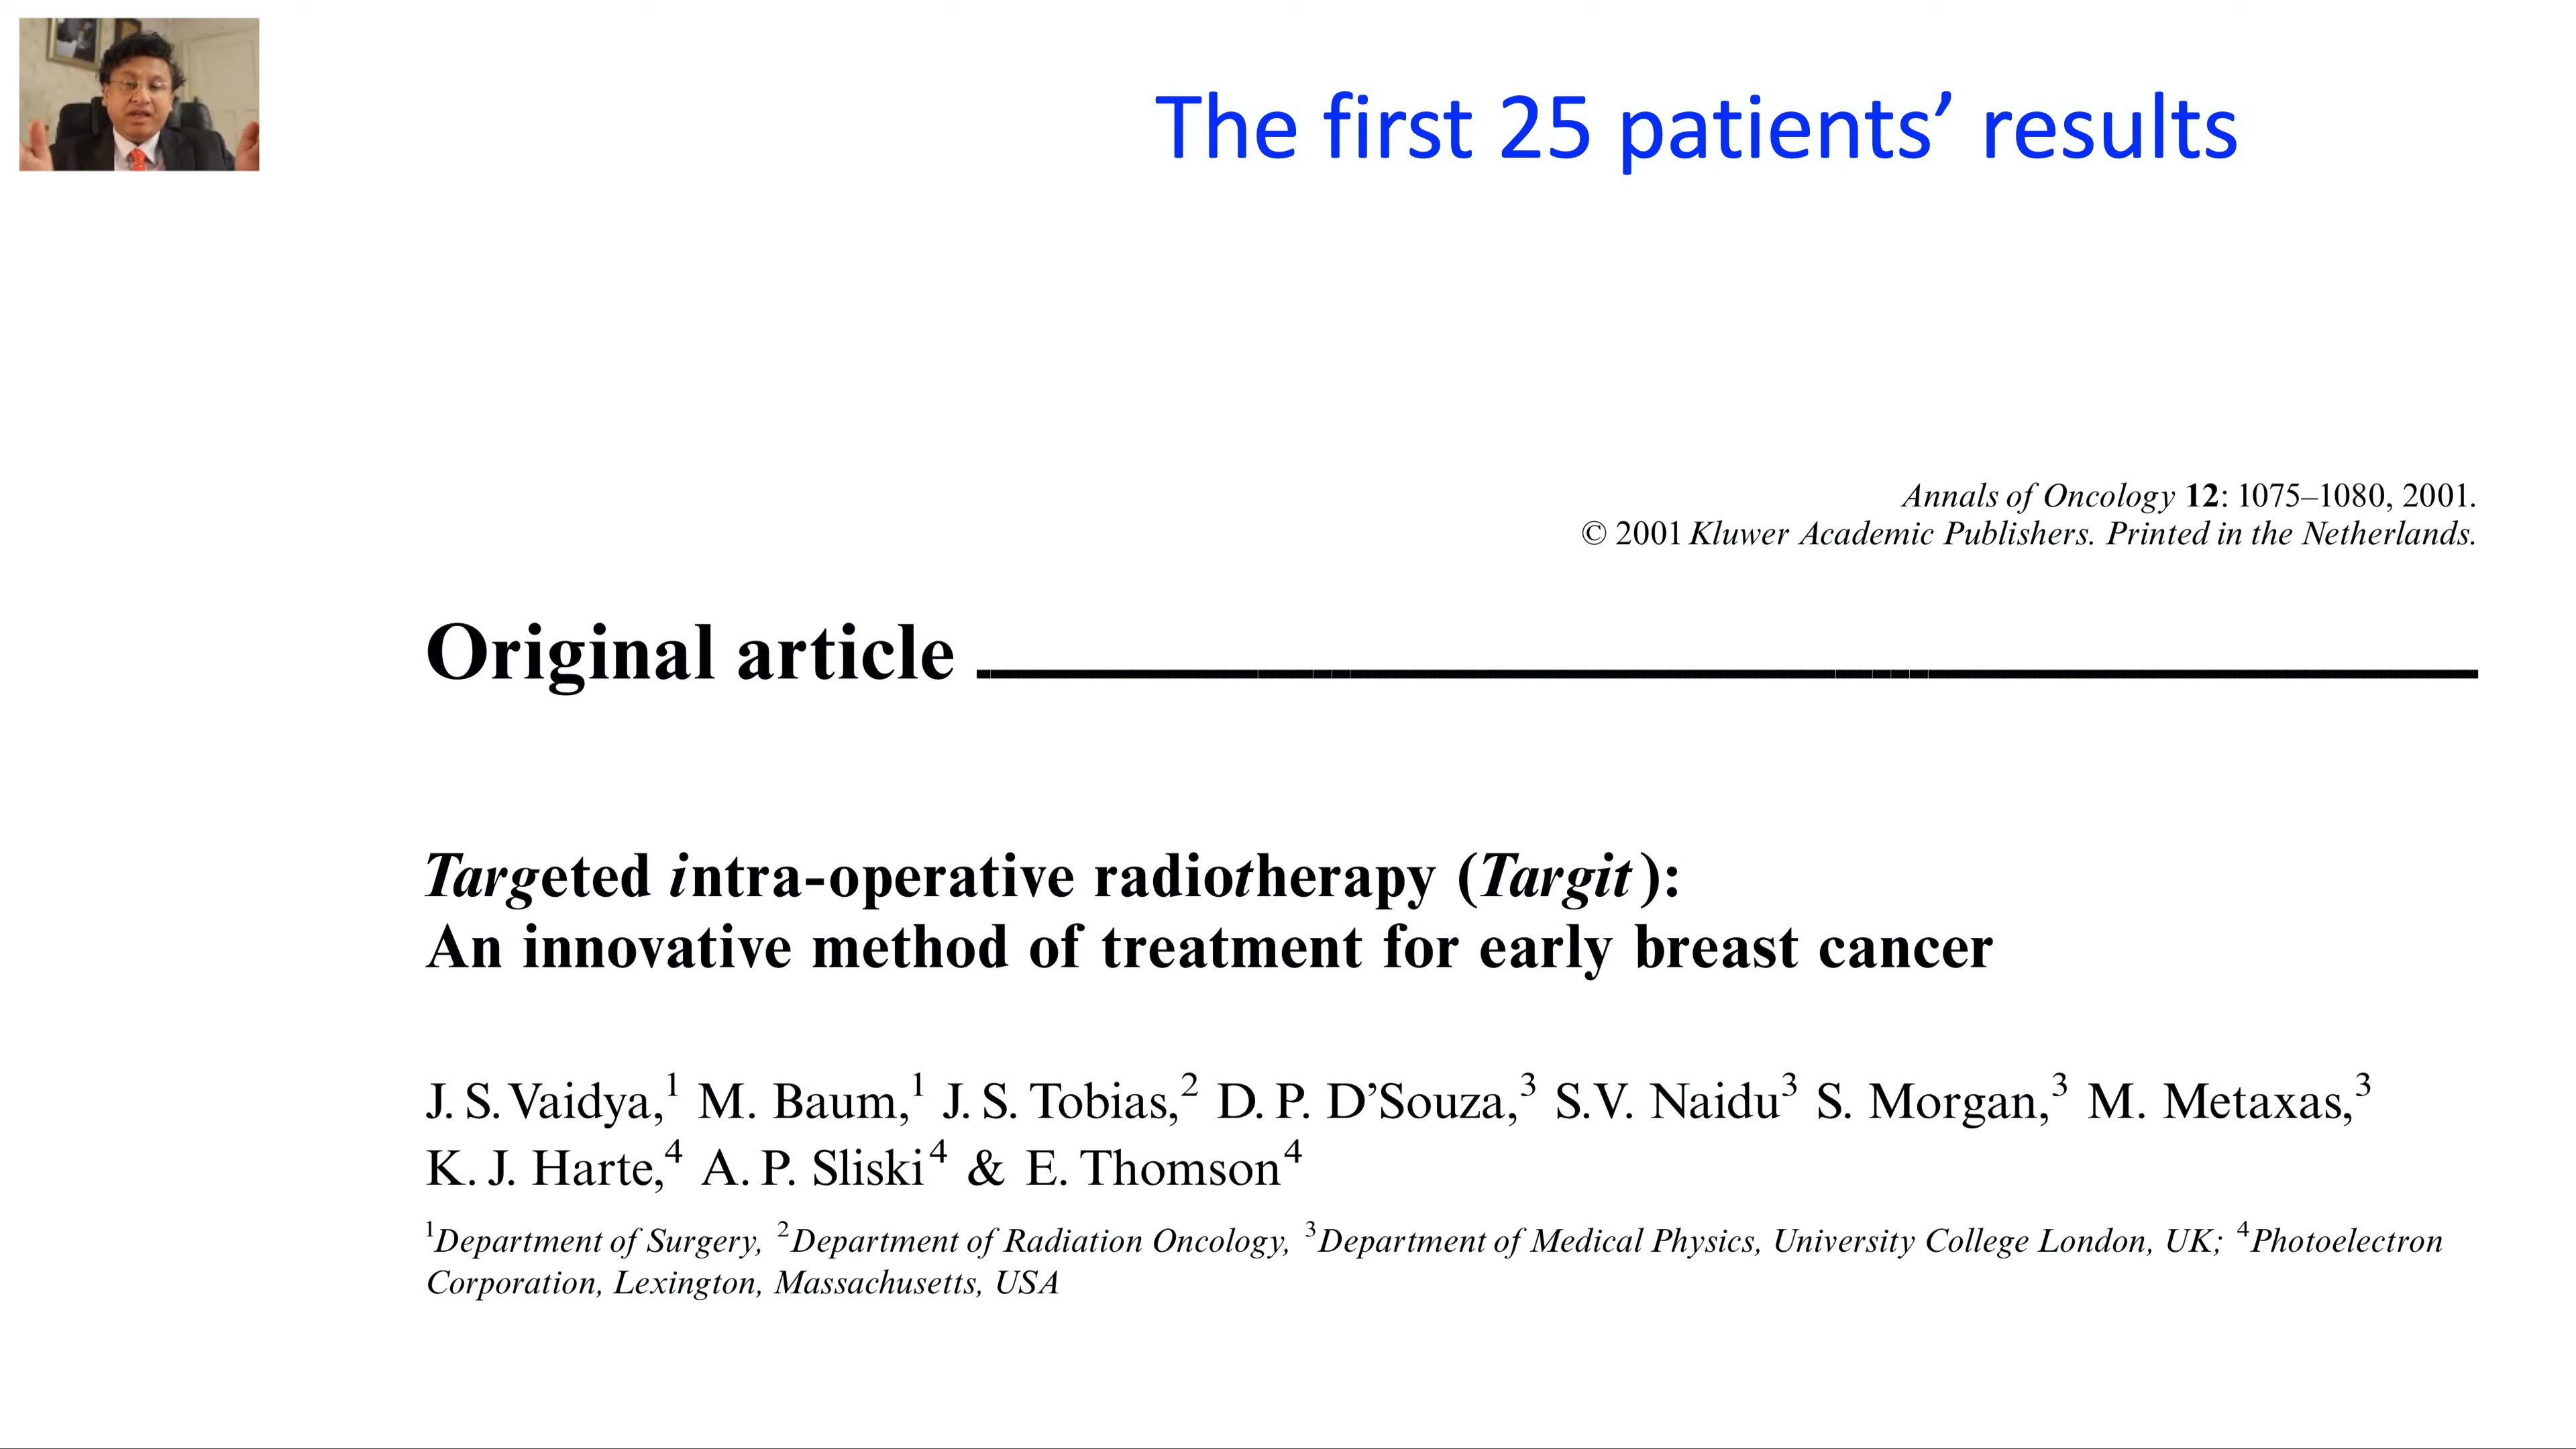 The first 25 patients’ results
Annals of Oncology 12: 1075–1080, 2001.
© 2001 Kluwer Academic Publishers. Printed in the Netherlands.
Original article
Targeted intra-operative radiotherapy (Targit):
An innovative method of treatment for early breast cancer
J. S. Vaidya,¹ M. Baum,¹ J. S. Tobias,² D. P. D’Souza,³ S.V. Naidu³ S. Morgan,³ M. Metaxas,³
K. J. Harte,⁴ A. P. Sliski⁴ & E. Thomson⁴
¹Department of Surgery, ²Department of Radiation Oncology, ³Department of Medical Physics, University College London, UK; ⁴Photoelectron
Corporation, Lexington, Massachusetts, USA